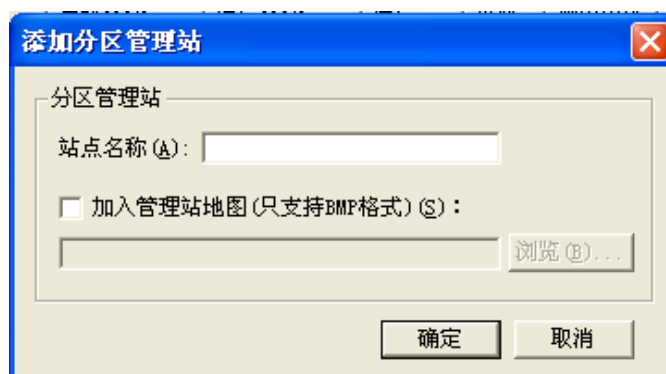 添加分区管理站
分区管理站
站点名称(A):
加入管理站地图(只支持BMP格式)(S):
浏览(B)...
确定 取消